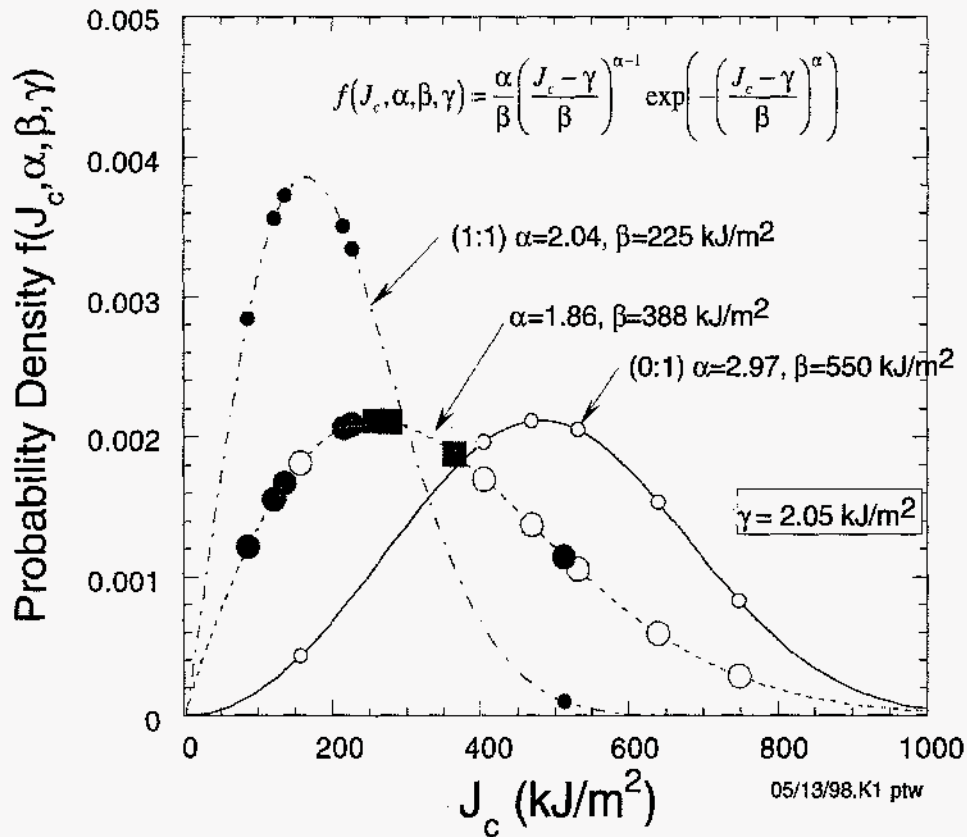 0.005
f(J_c, α, β, γ) = α/β ((J_c − γ)/β)^(α−1) exp(−((J_c − γ)/β)^α)
0.004
(1:1) α=2.04, β=225 kJ/m²
0.003
α=1.86, β=388 kJ/m²
(0:1) α=2.97, β=550 kJ/m²
0.002
γ = 2.05 kJ/m²
0.001
0
0 200 400 600 800 1000
Probability Density f(J_c,α,β,γ)
J_c (kJ/m²)
05/13/98.K1 ptw